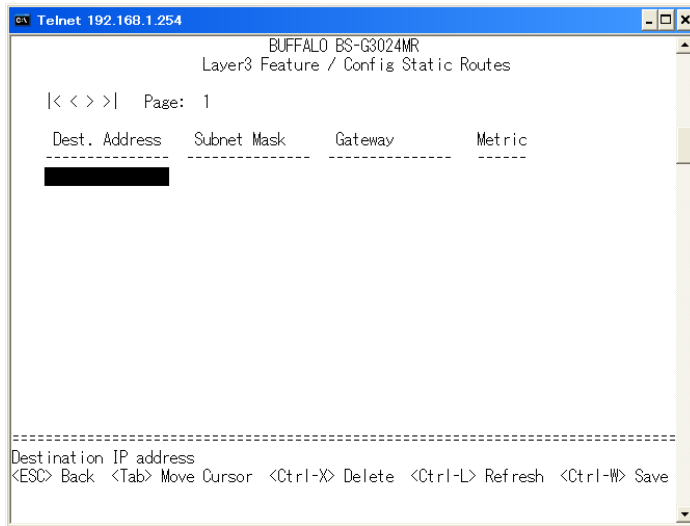 Telnet 192.168.1.254
BUFFALO BS-G3024MR
Layer3 Feature / Config Static Routes
|< < > >| Page: 1
Dest. Address Subnet Mask Gateway Metric
Destination IP address
<ESC> Back <Tab> Move Cursor <Ctrl-X> Delete <Ctrl-L> Refresh <Ctrl-W> Save